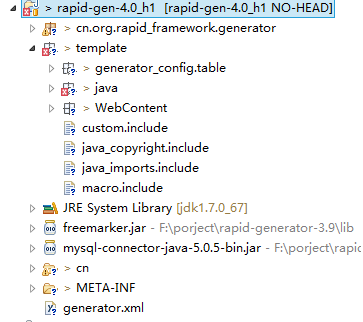 > rapid-gen-4.0_h1 [rapid-gen-4.0_h1 NO-HEAD]
> cn.org.rapid_framework.generator
> template
> generator_config.table
> java
> WebContent
custom.include
java_copyright.include
java_imports.include
macro.include
JRE System Library [jdk1.7.0_67]
freemarker.jar - F:\porject\rapid-generator-3.9\lib
mysql-connector-java-5.0.5-bin.jar - F:\porject\rapid
> cn
> META-INF
generator.xml